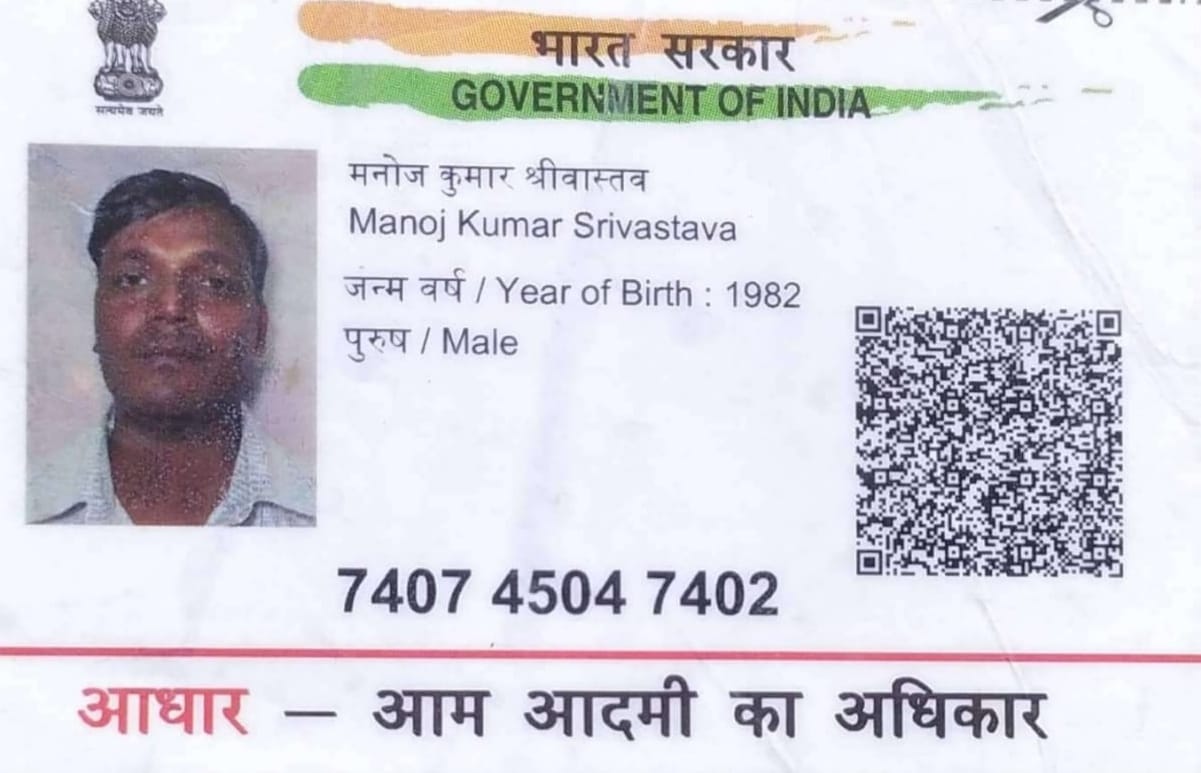 भारत सरकार
GOVERNMENT OF INDIA
सत्यमेव जयते
मनोज कुमार श्रीवास्तव
Manoj Kumar Srivastava
जन्म वर्ष / Year of Birth : 1982
पुरुष / Male
7407 4504 7402
आधार — आम आदमी का अधिकार